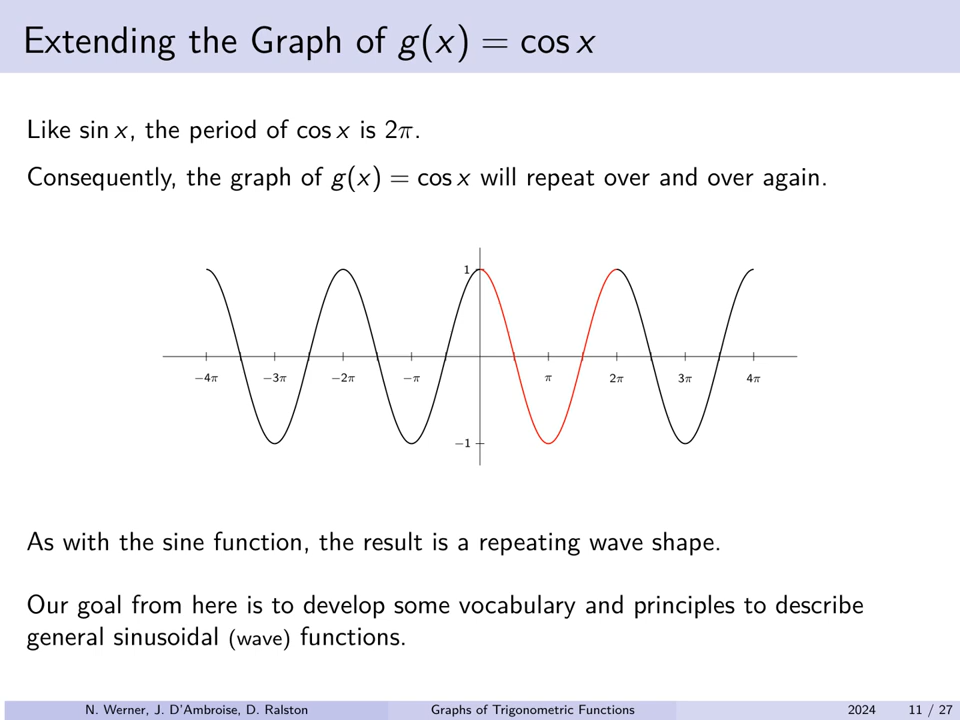 Extending the Graph of g(x) = cos x
Like sin x, the period of cos x is 2π.
Consequently, the graph of g(x) = cos x will repeat over and over again.
1
−4π −3π −2π −π π 2π 3π 4π
−1
As with the sine function, the result is a repeating wave shape.
Our goal from here is to develop some vocabulary and principles to describe
general sinusoidal (wave) functions.
N. Werner, J. D'Ambroise, D. Ralston Graphs of Trigonometric Functions 2024 11 / 27